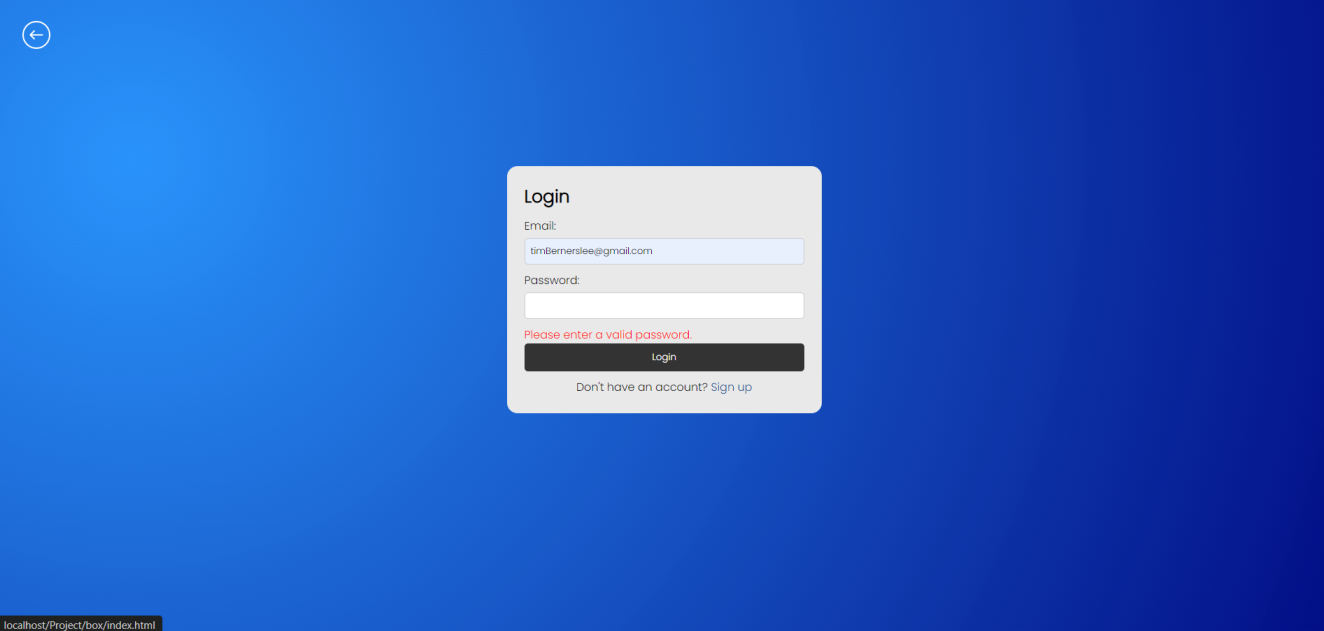 Login
Email:
timBernerslee@gmail.com
Password:
Please enter a valid password.
Login
Don't have an account? Sign up
localhost/Project/box/index.html